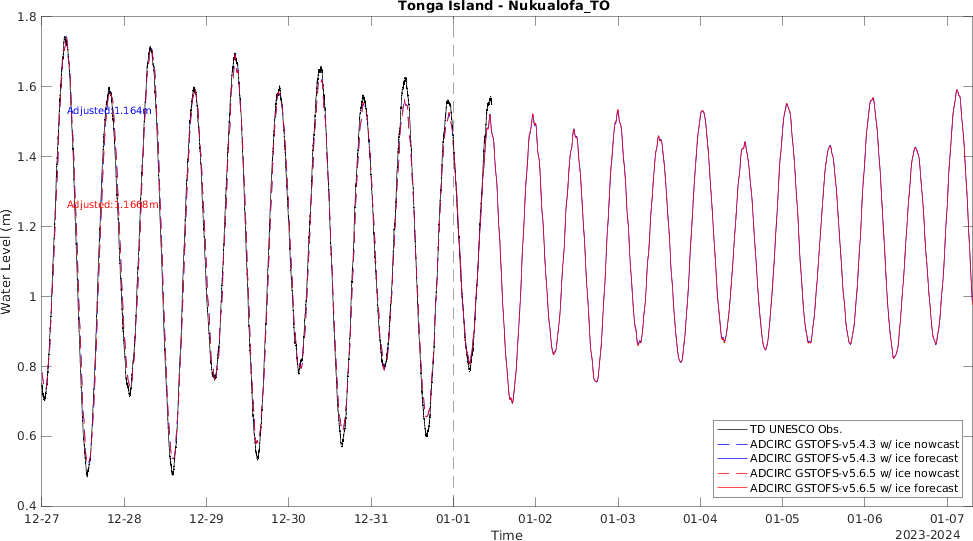 Tonga Island - Nukualofa_TO
1.8
1.6
1.4
1.2
1
0.8
0.6
0.4
Water Level (m)
Adjusted:1.164m
Adjusted:1.1668m
TD UNESCO Obs.
ADCIRC GSTOFS-v5.4.3 w/ ice nowcast
ADCIRC GSTOFS-v5.4.3 w/ ice forecast
ADCIRC GSTOFS-v5.6.5 w/ ice nowcast
ADCIRC GSTOFS-v5.6.5 w/ ice forecast
12-27 12-28 12-29 12-30 12-31 01-01 01-02 01-03 01-04 01-05 01-06 01-07
Time
2023-2024